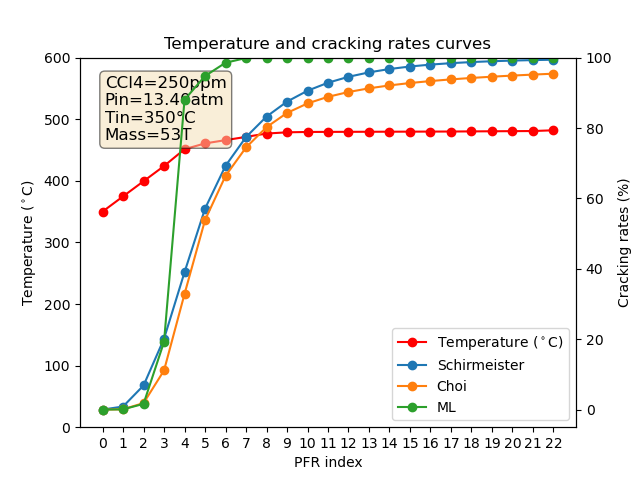 Temperature and cracking rates curves
600
500
400
300
200
100
0
Temperature (°C)
CCl4=250ppm
Pin=13.40atm
Tin=350°C
Mass=53T
100
80
60
40
20
0
Cracking rates (%)
Temperature (°C)
Schirmeister
Choi
ML
0 1 2 3 4 5 6 7 8 9 10 11 12 13 14 15 16 17 18 19 20 21 22
PFR index